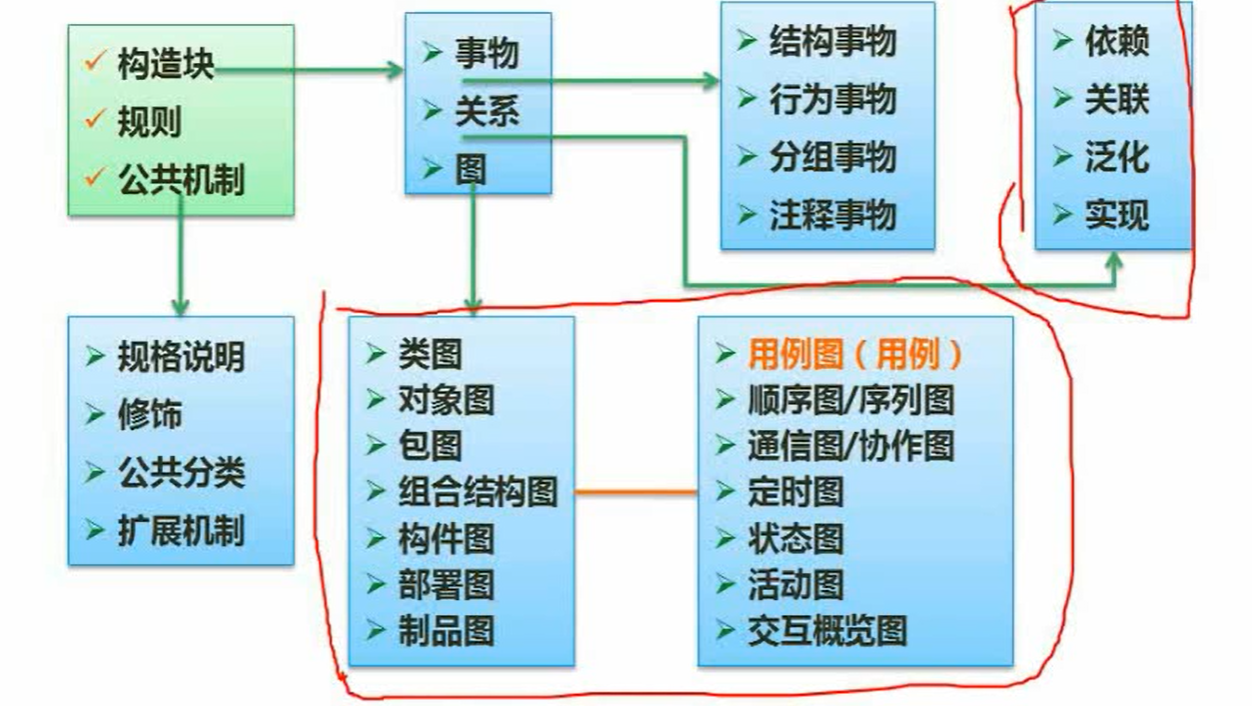 构造块
规则
公共机制
事物
关系
图
结构事物
行为事物
分组事物
注释事物
依赖
关联
泛化
实现
规格说明
修饰
公共分类
扩展机制
类图
对象图
包图
组合结构图
构件图
部署图
制品图
用例图（用例）
顺序图/序列图
通信图/协作图
定时图
状态图
活动图
交互概览图